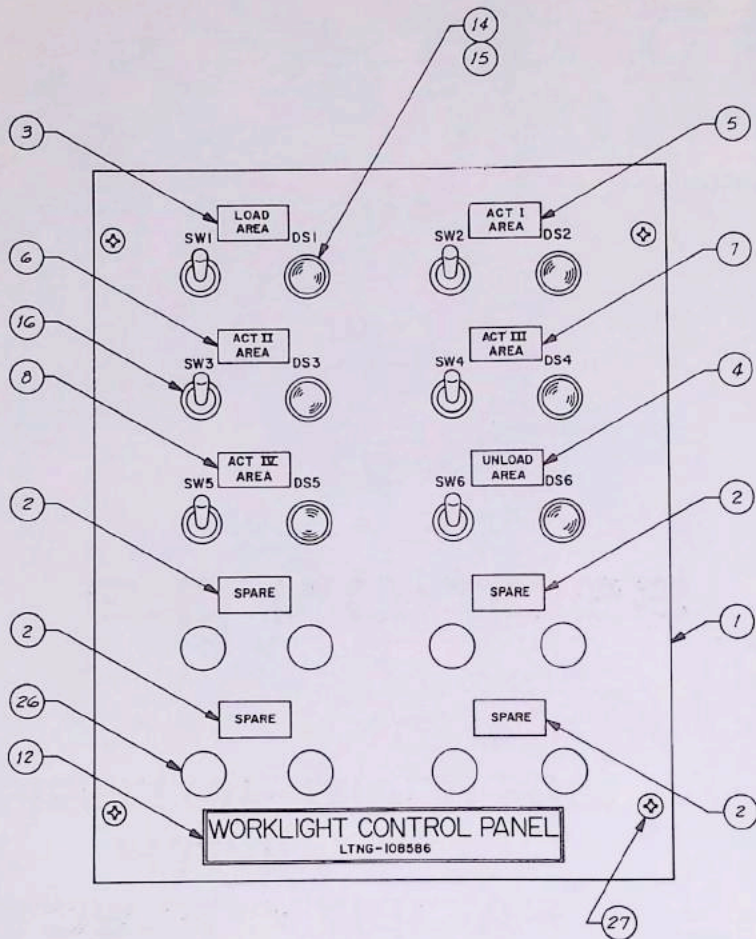 14
15
3
5
LOAD
AREA
ACT I
AREA
SW1
DS1
SW2
DS2
6
7
ACT II
AREA
ACT III
AREA
16
SW3
DS3
SW4
DS4
8
4
ACT IV
AREA
UNLOAD
AREA
SW5
DS5
SW6
DS6
2
2
SPARE
SPARE
2
1
SPARE
SPARE
26
12
2
WORKLIGHT CONTROL PANEL
LTNG-108586
27